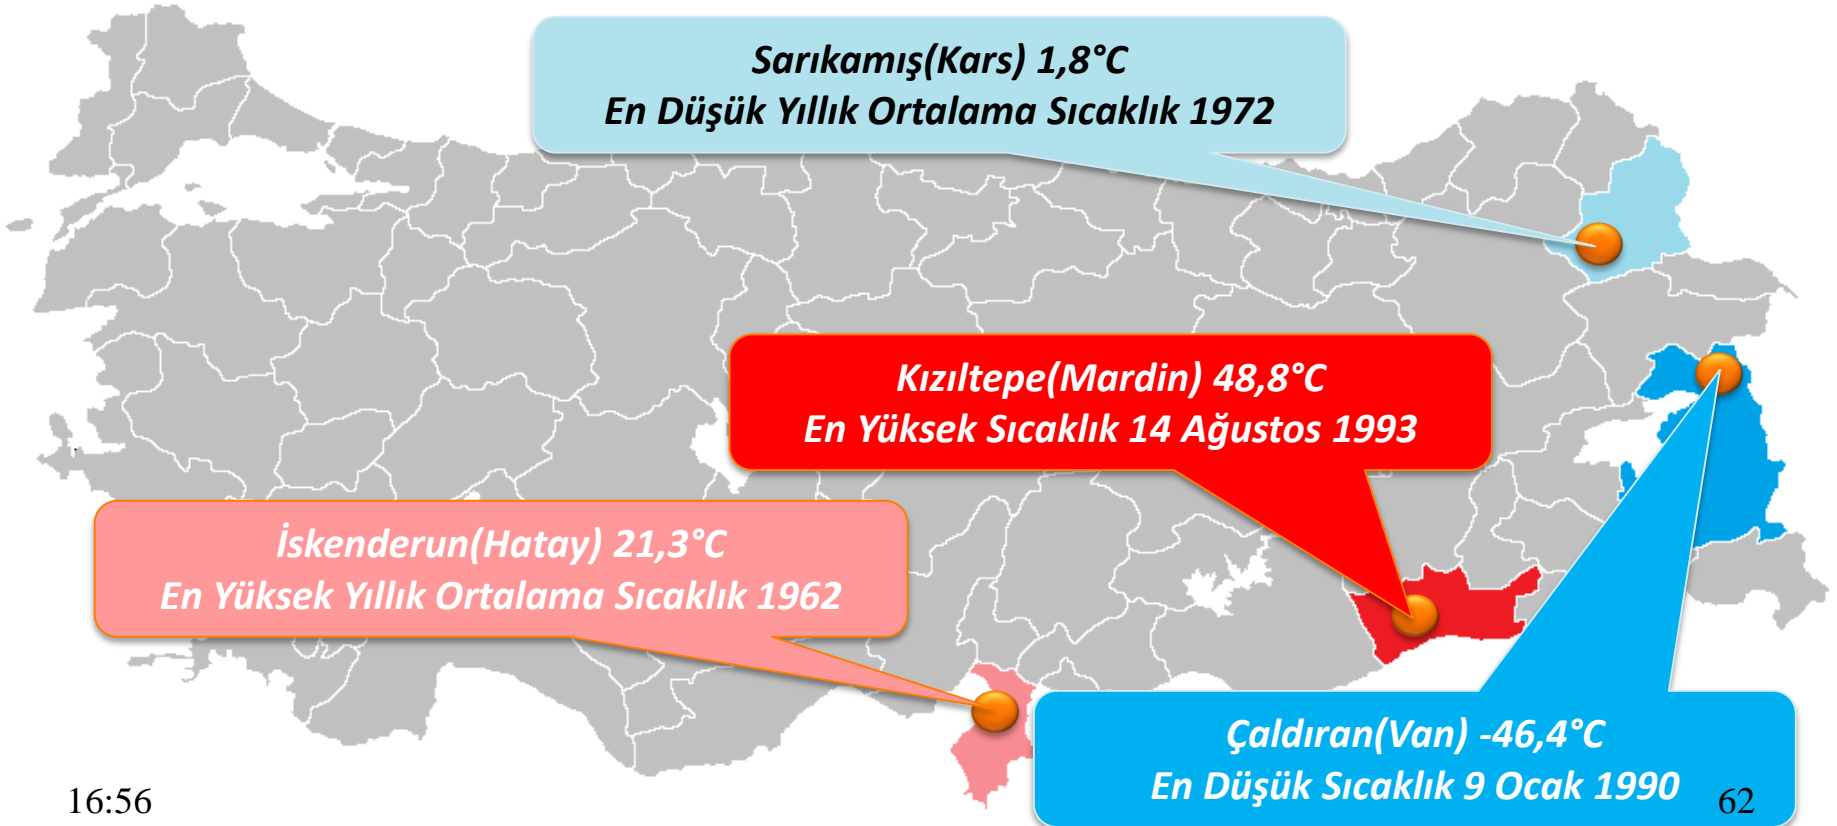 Sarıkamış(Kars) 1,8°C
En Düşük Yıllık Ortalama Sıcaklık 1972
Kızıltepe(Mardin) 48,8°C
En Yüksek Sıcaklık 14 Ağustos 1993
İskenderun(Hatay) 21,3°C
En Yüksek Yıllık Ortalama Sıcaklık 1962
Çaldıran(Van) -46,4°C
En Düşük Sıcaklık 9 Ocak 1990
16:56
62